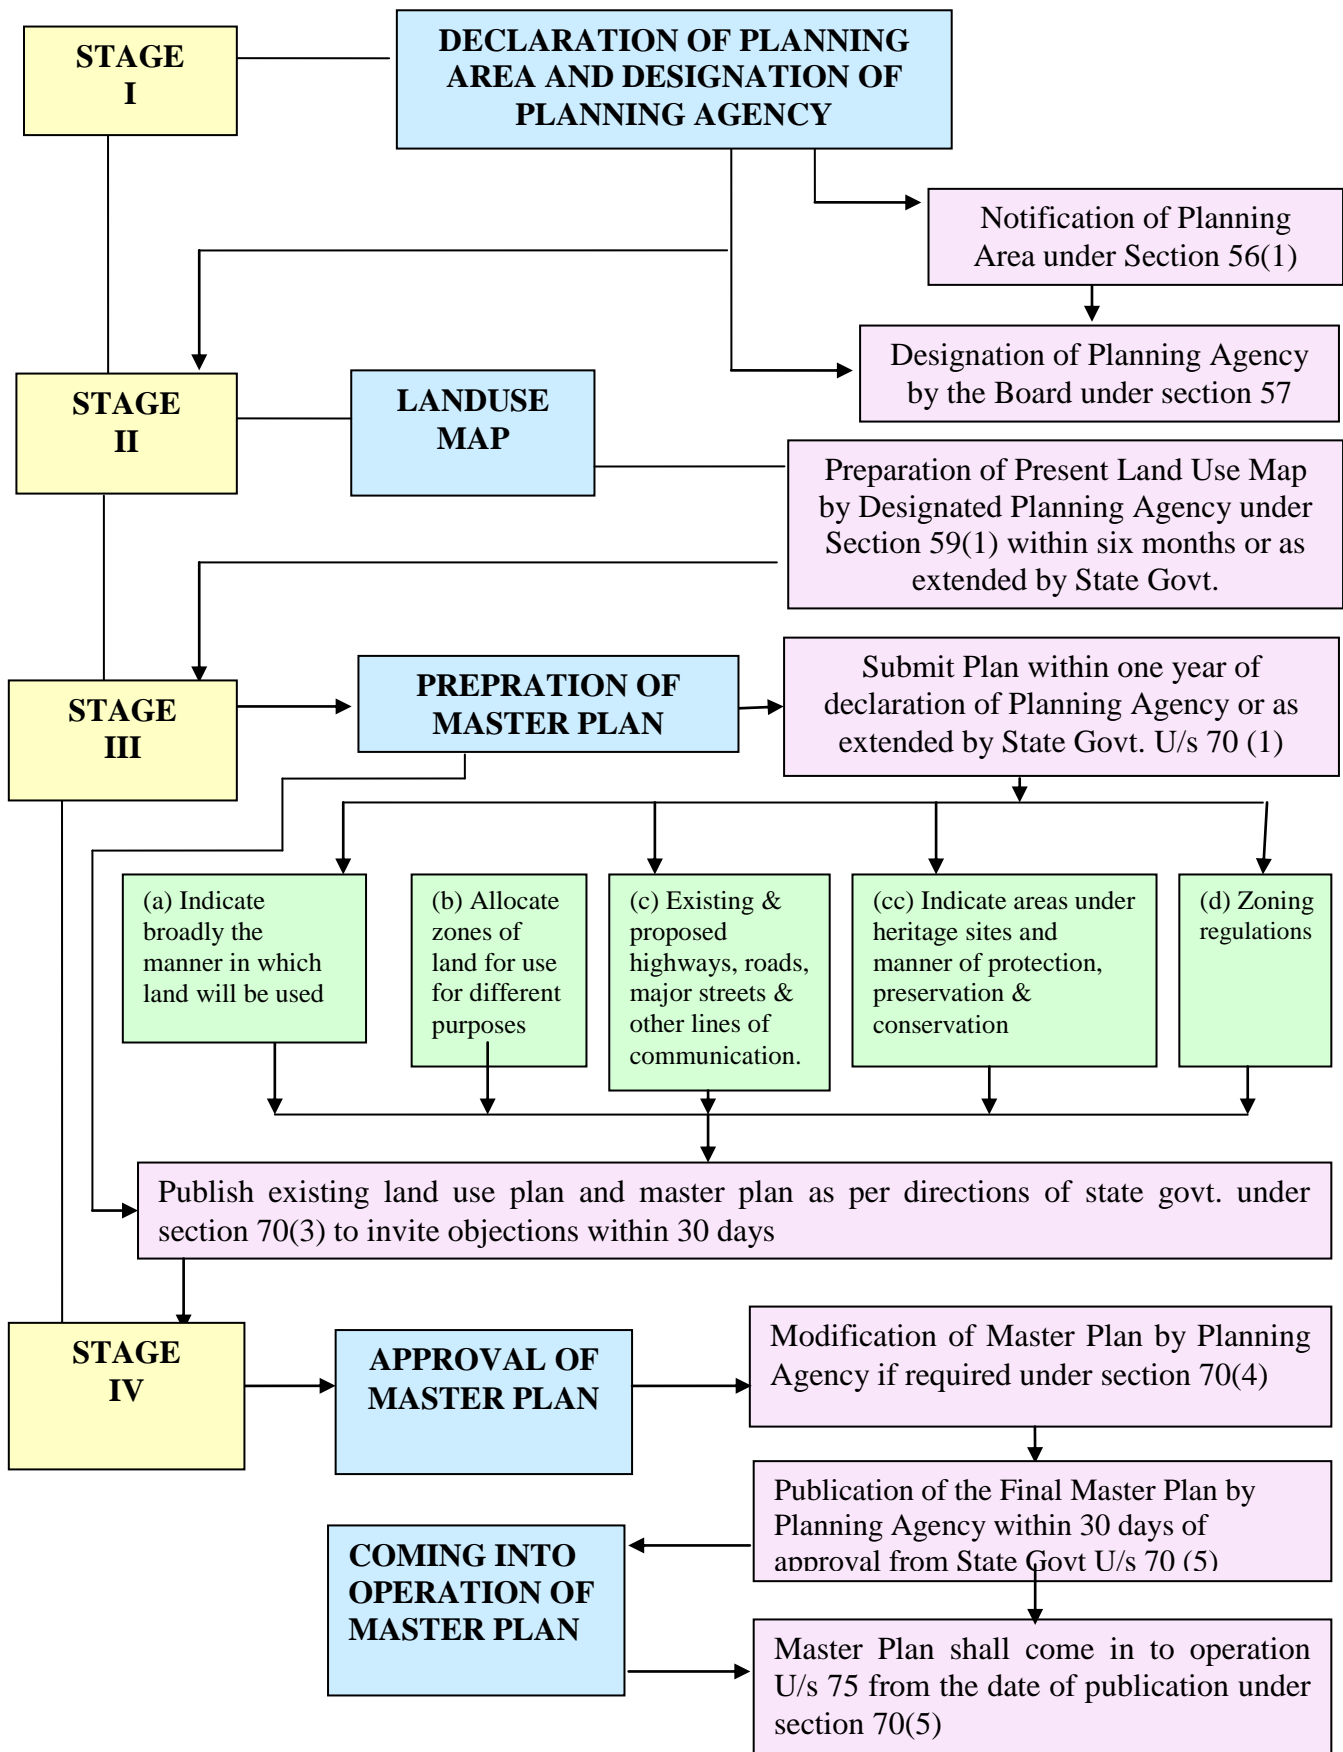 STAGE
I
DECLARATION OF PLANNING
AREA AND DESIGNATION OF
PLANNING AGENCY
Notification of Planning
Area under Section 56(1)
Designation of Planning Agency
by the Board under section 57
STAGE
II
LANDUSE
MAP
Preparation of Present Land Use Map
by Designated Planning Agency under
Section 59(1) within six months or as
extended by State Govt.
STAGE
III
PREPRATION OF
MASTER PLAN
Submit Plan within one year of
declaration of Planning Agency or as
extended by State Govt. U/s 70 (1)
(a) Indicate
broadly the
manner in which
land will be used
(b) Allocate
zones of
land for use
for different
purposes
(c) Existing &
proposed
highways, roads,
major streets &
other lines of
communication.
(cc) Indicate areas under
heritage sites and
manner of protection,
preservation &
conservation
(d) Zoning
regulations
Publish existing land use plan and master plan as per directions of state govt. under
section 70(3) to invite objections within 30 days
STAGE
IV
APPROVAL OF
MASTER PLAN
Modification of Master Plan by Planning
Agency if required under section 70(4)
Publication of the Final Master Plan by
Planning Agency within 30 days of
approval from State Govt U/s 70 (5)
COMING INTO
OPERATION OF
MASTER PLAN
Master Plan shall come in to operation
U/s 75 from the date of publication under
section 70(5)